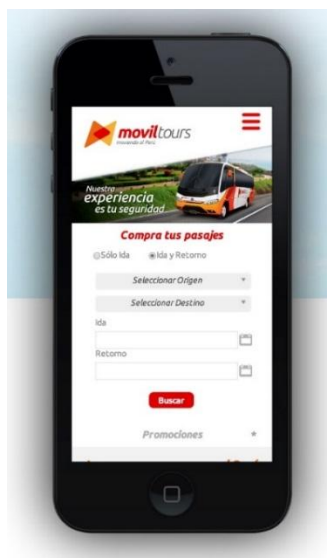 moviltours
moviendo al Perú
Nuestra
experiencia
es tu seguridad...
Compra tus pasajes
Sólo Ida Ida y Retorno
Seleccionar Origen
Seleccionar Destino
Ida
Retorno
Buscar
Promociones